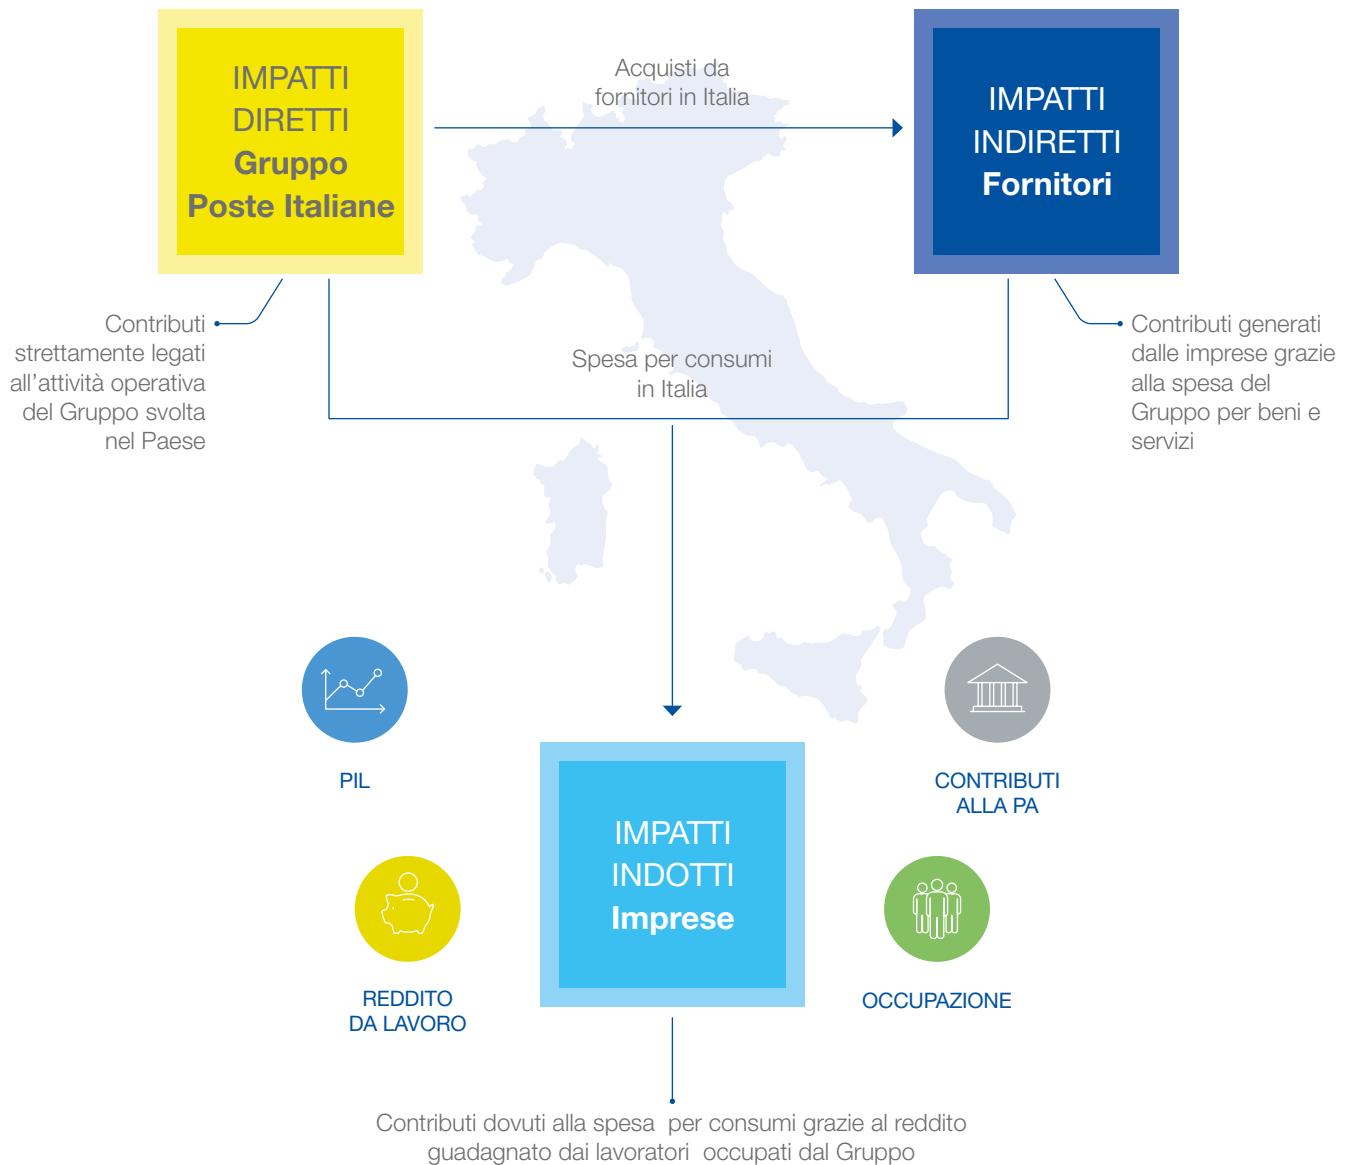 IMPATTI
DIRETTI
Gruppo
Poste Italiane
Acquisti da
fornitori in Italia
IMPATTI
INDIRETTI
Fornitori
Contributi
strettamente legati
all'attività operativa
del Gruppo svolta
nel Paese
Spesa per consumi
in Italia
Contributi generati
dalle imprese grazie
alla spesa del
Gruppo per beni e
servizi
PIL
CONTRIBUTI
ALLA PA
IMPATTI
INDOTTI
Imprese
REDDITO
DA LAVORO
OCCUPAZIONE
Contributi dovuti alla spesa  per consumi grazie al reddito
guadagnato dai lavoratori  occupati dal Gruppo